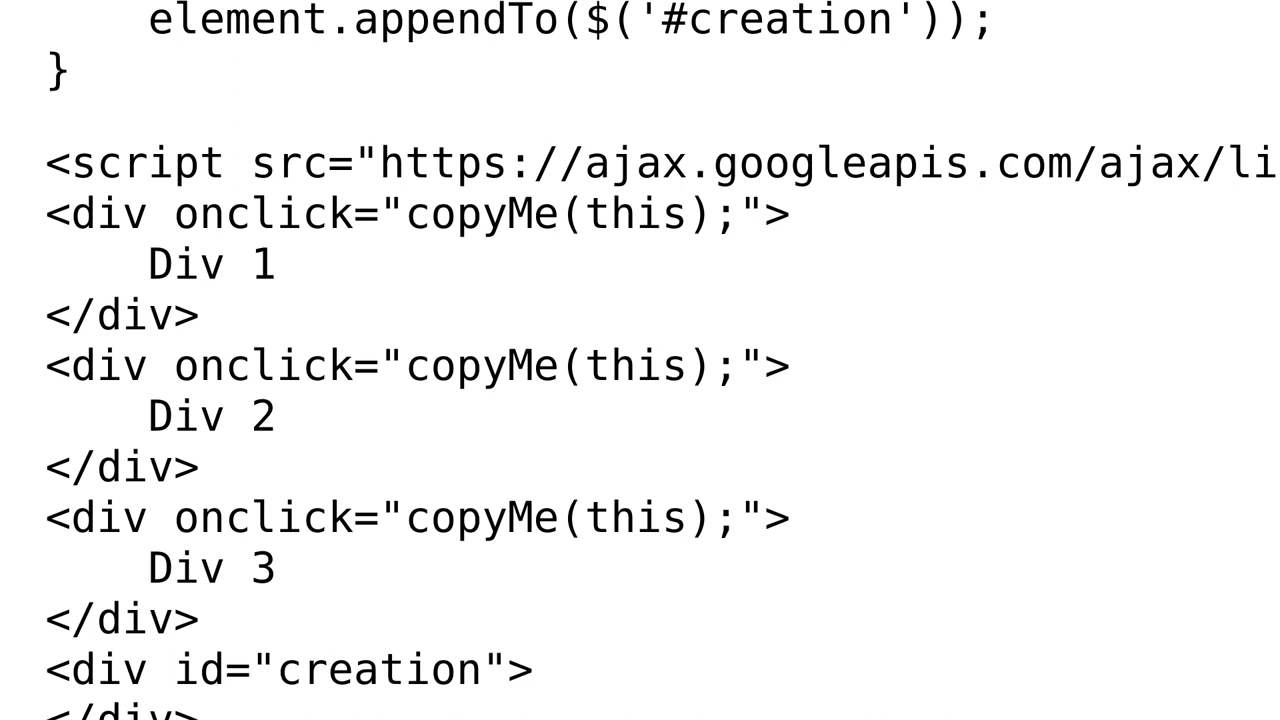 element.appendTo($('#creation'));
}

<script src="https://ajax.googleapis.com/ajax/li
<div onclick="copyMe(this);">
    Div 1
</div>
<div onclick="copyMe(this);">
    Div 2
</div>
<div onclick="copyMe(this);">
    Div 3
</div>
<div id="creation">
</div>